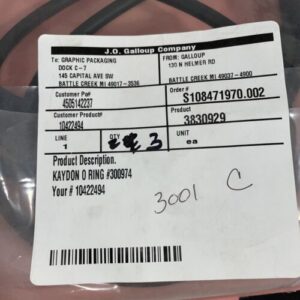 J.O. Galloup Company
To: GRAPHIC PACKAGING
DOCK C-7
145 CAPITAL AVE SW
BATTLE CREEK MI 49017-3536
FROM: GALLOUP
130 N HELMER RD
BATTLE CREEK MI 49037-4900
Customer Po#
4505142237
Order #
S108471970.002
Customer Product#
10422494
Product
3830929
LINE
1
QTY
3
UNIT
ea
Product Description.
KAYDON O RING #300974
Your # 10422494
3001 C